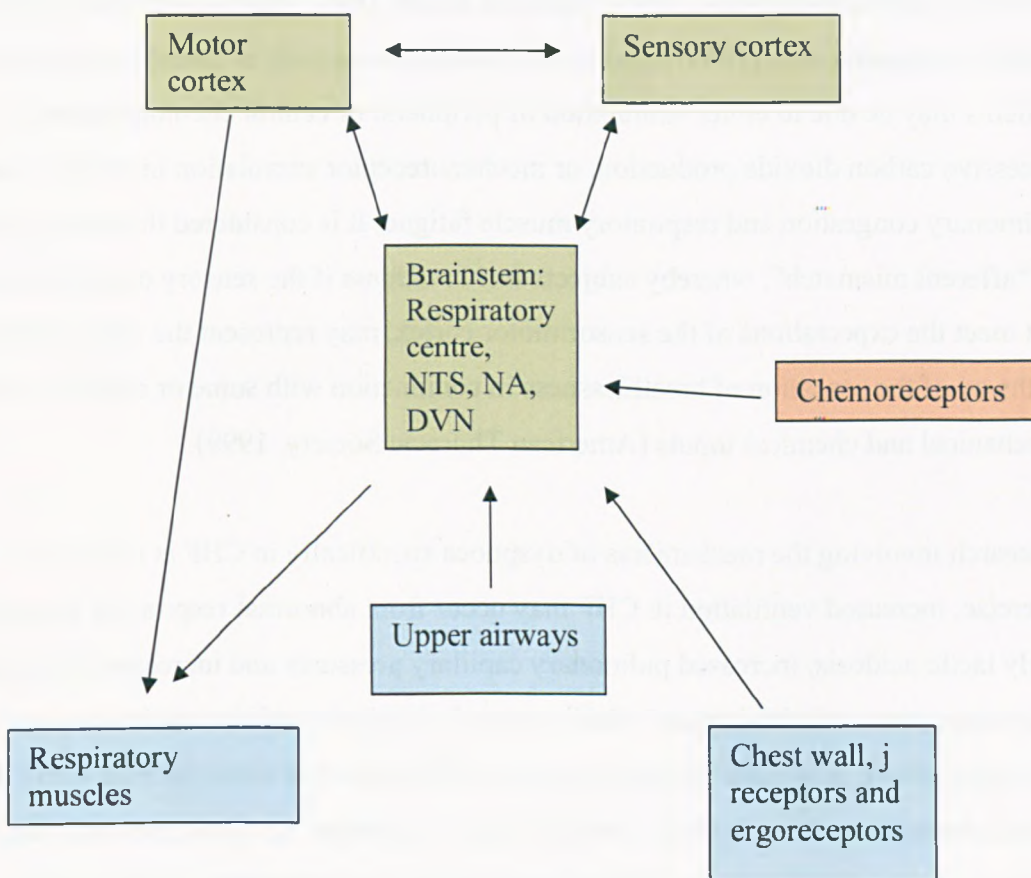 Motor
cortex
Sensory cortex
Brainstem:
Respiratory
centre,
NTS, NA,
DVN
Chemoreceptors
Upper airways
Respiratory
muscles
Chest wall, j
receptors and
ergoreceptors